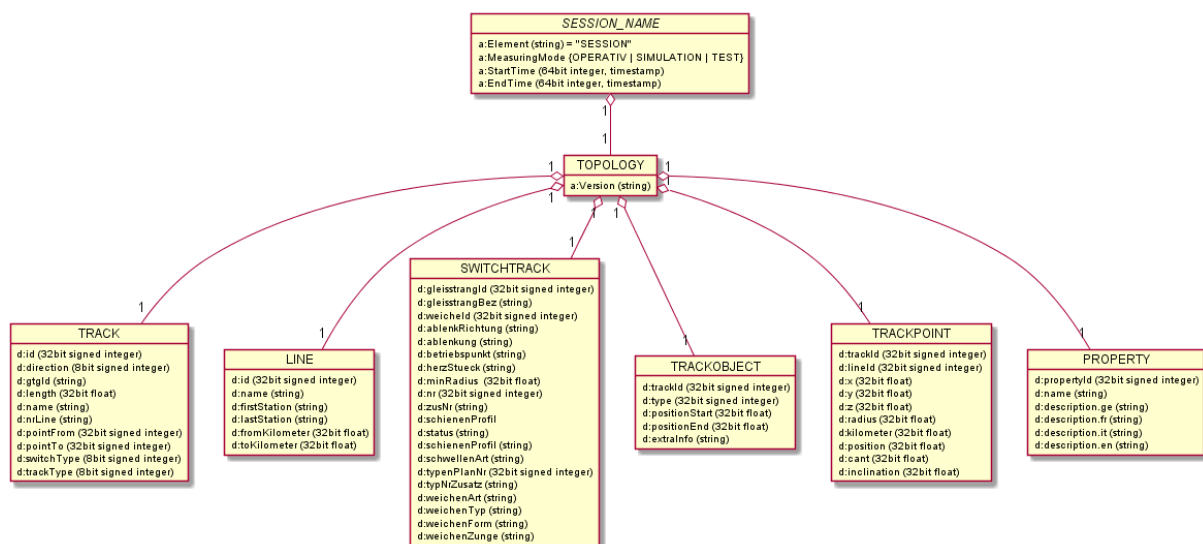 SESSION_NAME
a:Element (string) = "SESSION"
a:MeasuringMode {OPERATIV | SIMULATION | TEST}
a:StartTime (64bit integer, timestamp)
a:EndTime (64bit integer, timestamp)
1
1
TOPOLOGY
a:Version (string)
1
1
1
1
1
1
1
1
1
1
1
1
TRACK
d:id (32bit signed integer)
d:direction (8bit signed integer)
d:gtgId (string)
d:length (32bit float)
d:name (string)
d:nrLine (string)
d:pointFrom (32bit signed integer)
d:pointTo (32bit signed integer)
d:switchType (8bit signed integer)
d:trackType (8bit signed integer)
LINE
d:id (32bit signed integer)
d:name (string)
d:firstStation (string)
d:lastStation (string)
d:fromKilometer (32bit float)
d:toKilometer (32bit float)
SWITCHTRACK
d:gleisstrangId (32bit signed integer)
d:gleisstrangBez (string)
d:weicheId (32bit signed integer)
d:ablenkRichtung (string)
d:ablenkung (string)
d:betriebspunkt (string)
d:herzStueck (string)
d:minRadius (32bit float)
d:nr (32bit signed integer)
d:zusNr (string)
d:schienenProfil
d:status (string)
d:schienenProfil (string)
d:schwellenArt (string)
d:typenPlanNr (32bit signed integer)
d:typNrZusatz (string)
d:weichenArt (string)
d:weichenTyp (string)
d:weichenForm (string)
d:weichenZunge (string)
TRACKOBJECT
d:trackId (32bit signed integer)
d:type (32bit signed integer)
d:positionStart (32bit float)
d:positionEnd (32bit float)
d:extraInfo (string)
TRACKPOINT
d:trackId (32bit signed integer)
d:lineId (32bit signed integer)
d:x (32bit float)
d:y (32bit float)
d:z (32bit float)
d:radius (32bit float)
d:kilometer (32bit float)
d:position (32bit float)
d:cant (32bit float)
d:inclination (32bit float)
PROPERTY
d:propertyId (32bit signed integer)
d:name (string)
d:description.ge (string)
d:description.fr (string)
d:description.it (string)
d:description.en (string)